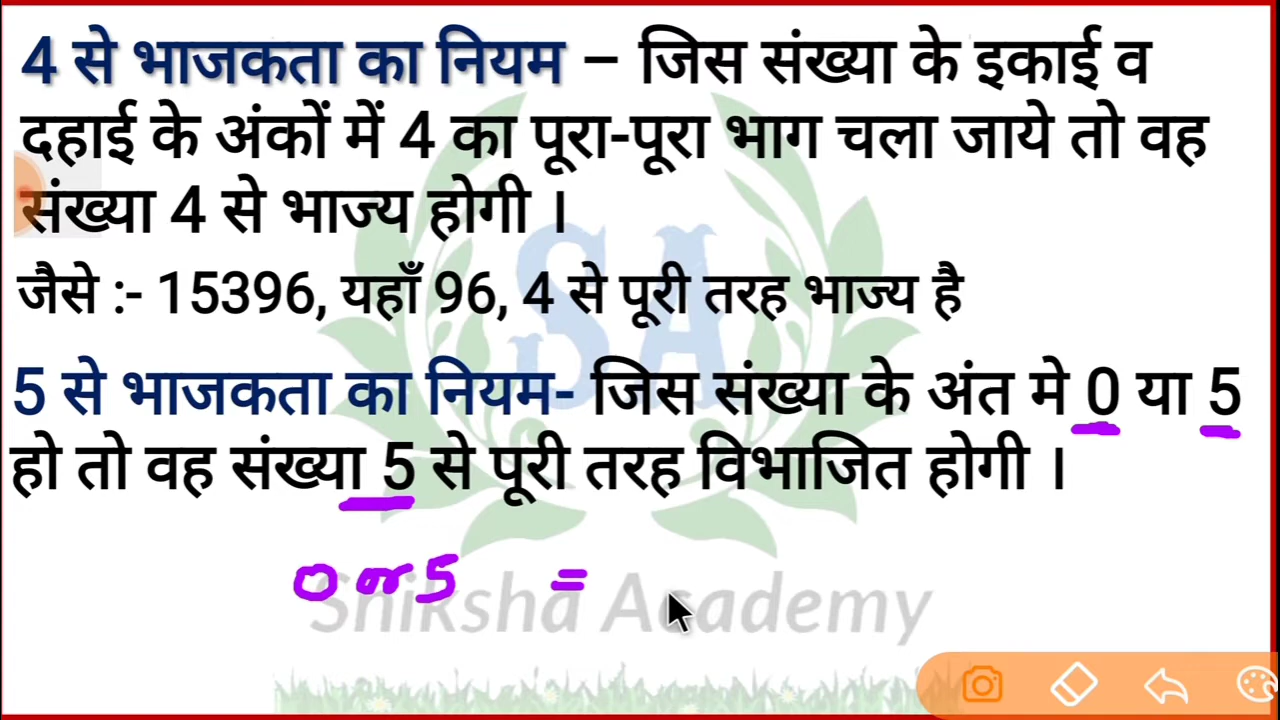 4 से भाजकता का नियम – जिस संख्या के इकाई व
दहाई के अंकों में 4 का पूरा-पूरा भाग चला जाये तो वह
संख्या 4 से भाज्य होगी ।
जैसे :- 15396, यहाँ 96, 4 से पूरी तरह भाज्य है
5 से भाजकता का नियम- जिस संख्या के अंत मे 0 या 5
हो तो वह संख्या 5 से पूरी तरह विभाजित होगी ।
0 or 5 =
SA
Shiksha Academy